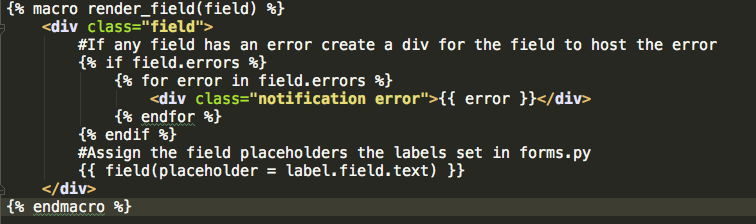 {% macro render_field(field) %}
<div class="field">
#If any field has an error create a div for the field to host the error
{% if field.errors %}
{% for error in field.errors %}
<div class="notification error">{{ error }}</div>
{% endfor %}
{% endif %}
#Assign the field placeholders the labels set in forms.py
{{ field(placeholder = label.field.text) }}
</div>
{% endmacro %}